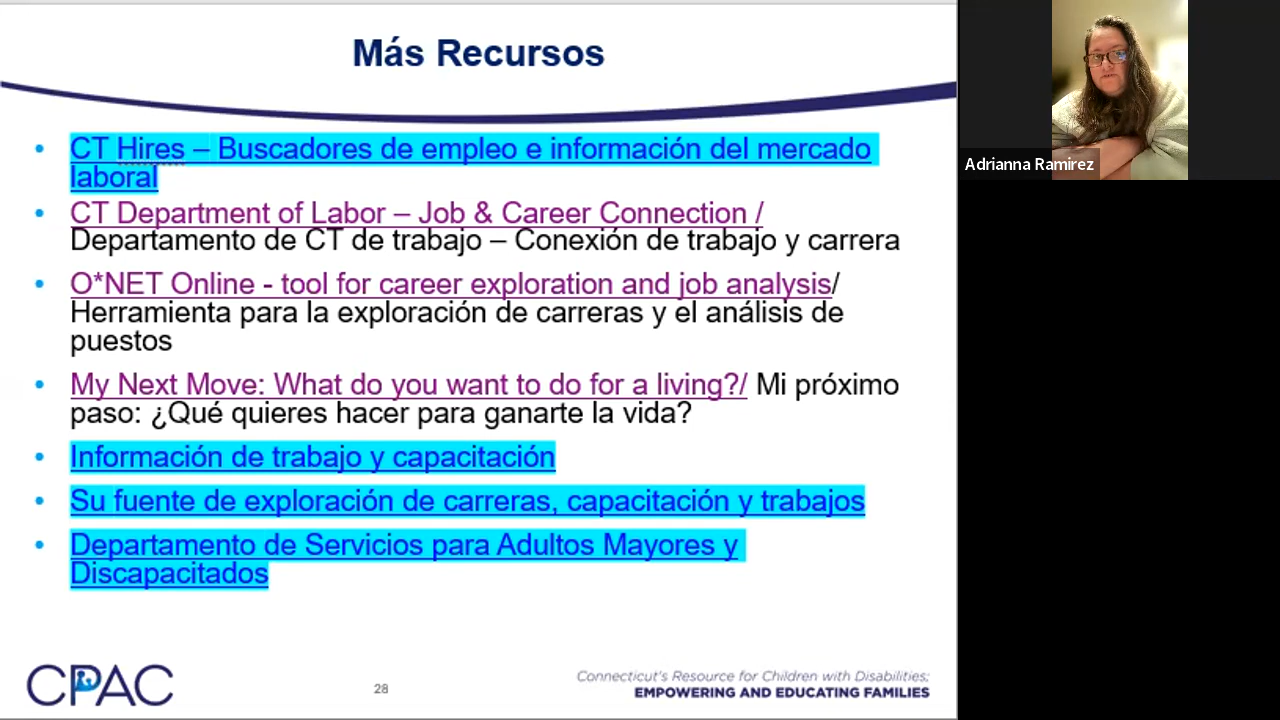 Más Recursos
CT Hires – Buscadores de empleo e información del mercado
laboral
CT Department of Labor – Job & Career Connection /
Departamento de CT de trabajo – Conexión de trabajo y carrera
O*NET Online - tool for career exploration and job analysis/
Herramienta para la exploración de carreras y el análisis de
puestos
My Next Move: What do you want to do for a living?/ Mi próximo
paso: ¿Qué quieres hacer para ganarte la vida?
Información de trabajo y capacitación
Su fuente de exploración de carreras, capacitación y trabajos
Departamento de Servicios para Adultos Mayores y
Discapacitados
CPAC
28
Connecticut's Resource for Children with Disabilities;
EMPOWERING AND EDUCATING FAMILIES
Adrianna Ramirez